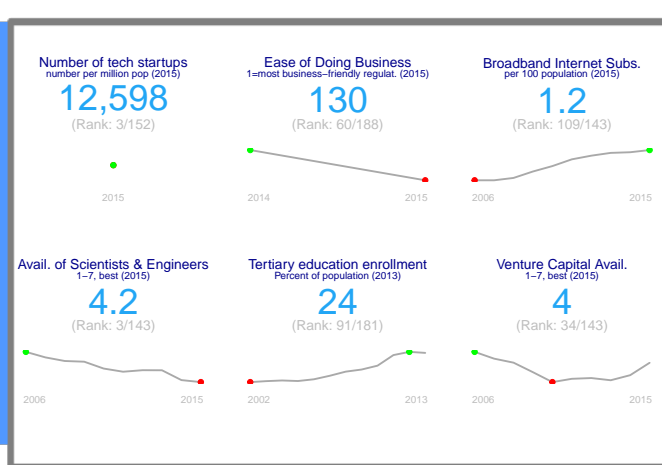 Number of tech startups
number per million pop (2015)
12,598
(Rank: 3/152)
2015
Ease of Doing Business
1=most business−friendly regulat. (2015)
130
(Rank: 60/188)
2014 2015
Broadband Internet Subs.
per 100 population (2015)
1.2
(Rank: 109/143)
2006 2015
Avail. of Scientists & Engineers
1−7, best (2015)
4.2
(Rank: 3/143)
2006 2015
Tertiary education enrollment
Percent of population (2013)
24
(Rank: 91/181)
2002 2013
Venture Capital Avail.
1−7, best (2015)
4
(Rank: 34/143)
2006 2015